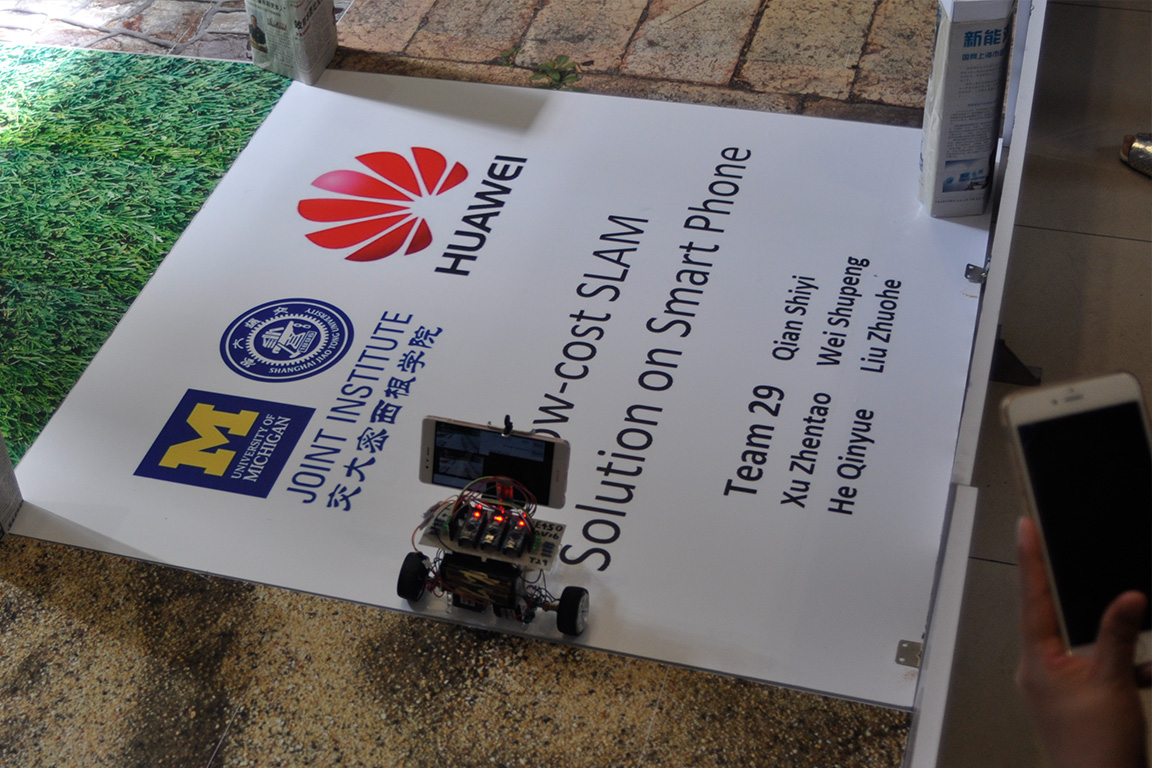 HUAWEI
SHANGHAI JIAO TONG UNIVERSITY
M
UNIVERSITY OF
MICHIGAN
JOINT INSTITUTE
交大密西根学院
ow-cost SLAM
Solution on Smart Phone
Team 29
Qian Shiyi
Xu Zhentao
Wei Shupeng
He Qinyue
Liu Zhuohe
新能
T29